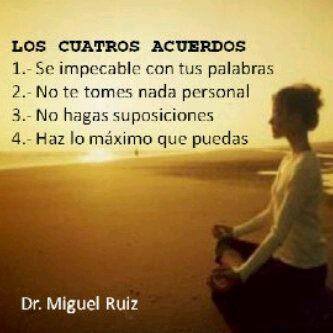 LOS CUATROS ACUERDOS
1.- Se impecable con tus palabras
2.- No te tomes nada personal
3.- No hagas suposiciones
4.- Haz lo máximo que puedas
Dr. Miguel Ruiz